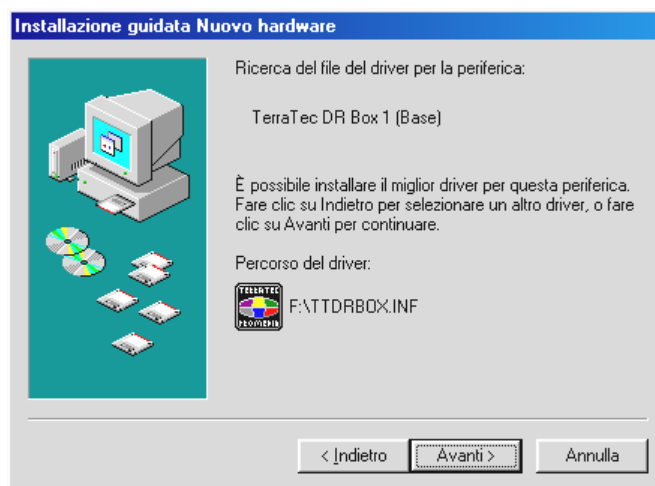 Installazione guidata Nuovo hardware
Ricerca del file del driver per la periferica:
TerraTec DR Box 1 (Base)
È possibile installare il miglior driver per questa periferica.
Fare clic su Indietro per selezionare un altro driver, o fare
clic su Avanti per continuare.
Percorso del driver:
TERRATEC
PROMEDIA
F:\TTDRBOX.INF
< Indietro
Avanti >
Annulla